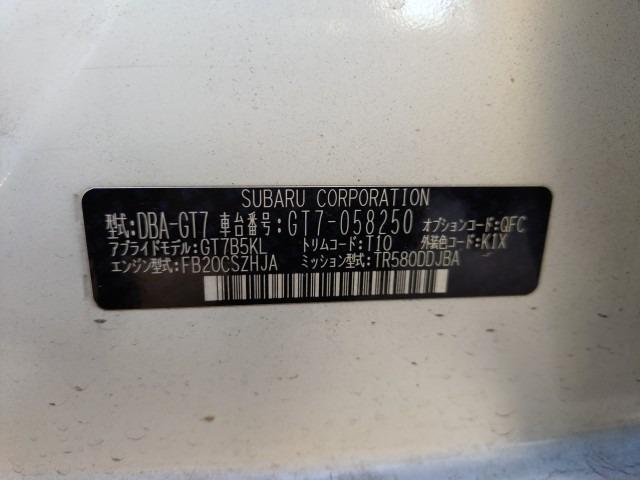 SUBARU CORPORATION
型式:DBA-GT7 車台番号:GT7-058250 オプションコード:QFC
アプライドモデル:GT7B5KL トリムコード:TIO 外装色コード:K1X
エンジン型式:FB20CSZHJA ミッション型式:TR580DDJBA